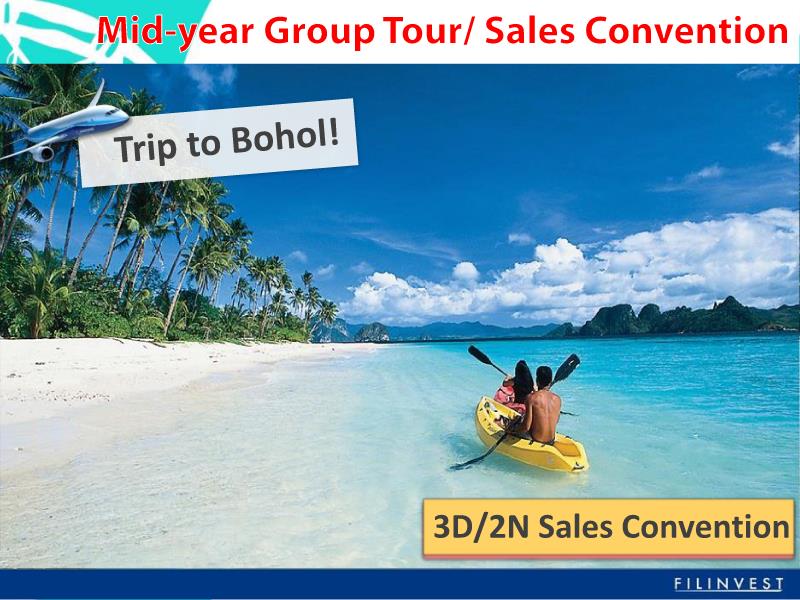 Mid-year Group Tour/ Sales Convention
Trip to Bohol!
3D/2N Sales Convention
FILINVEST